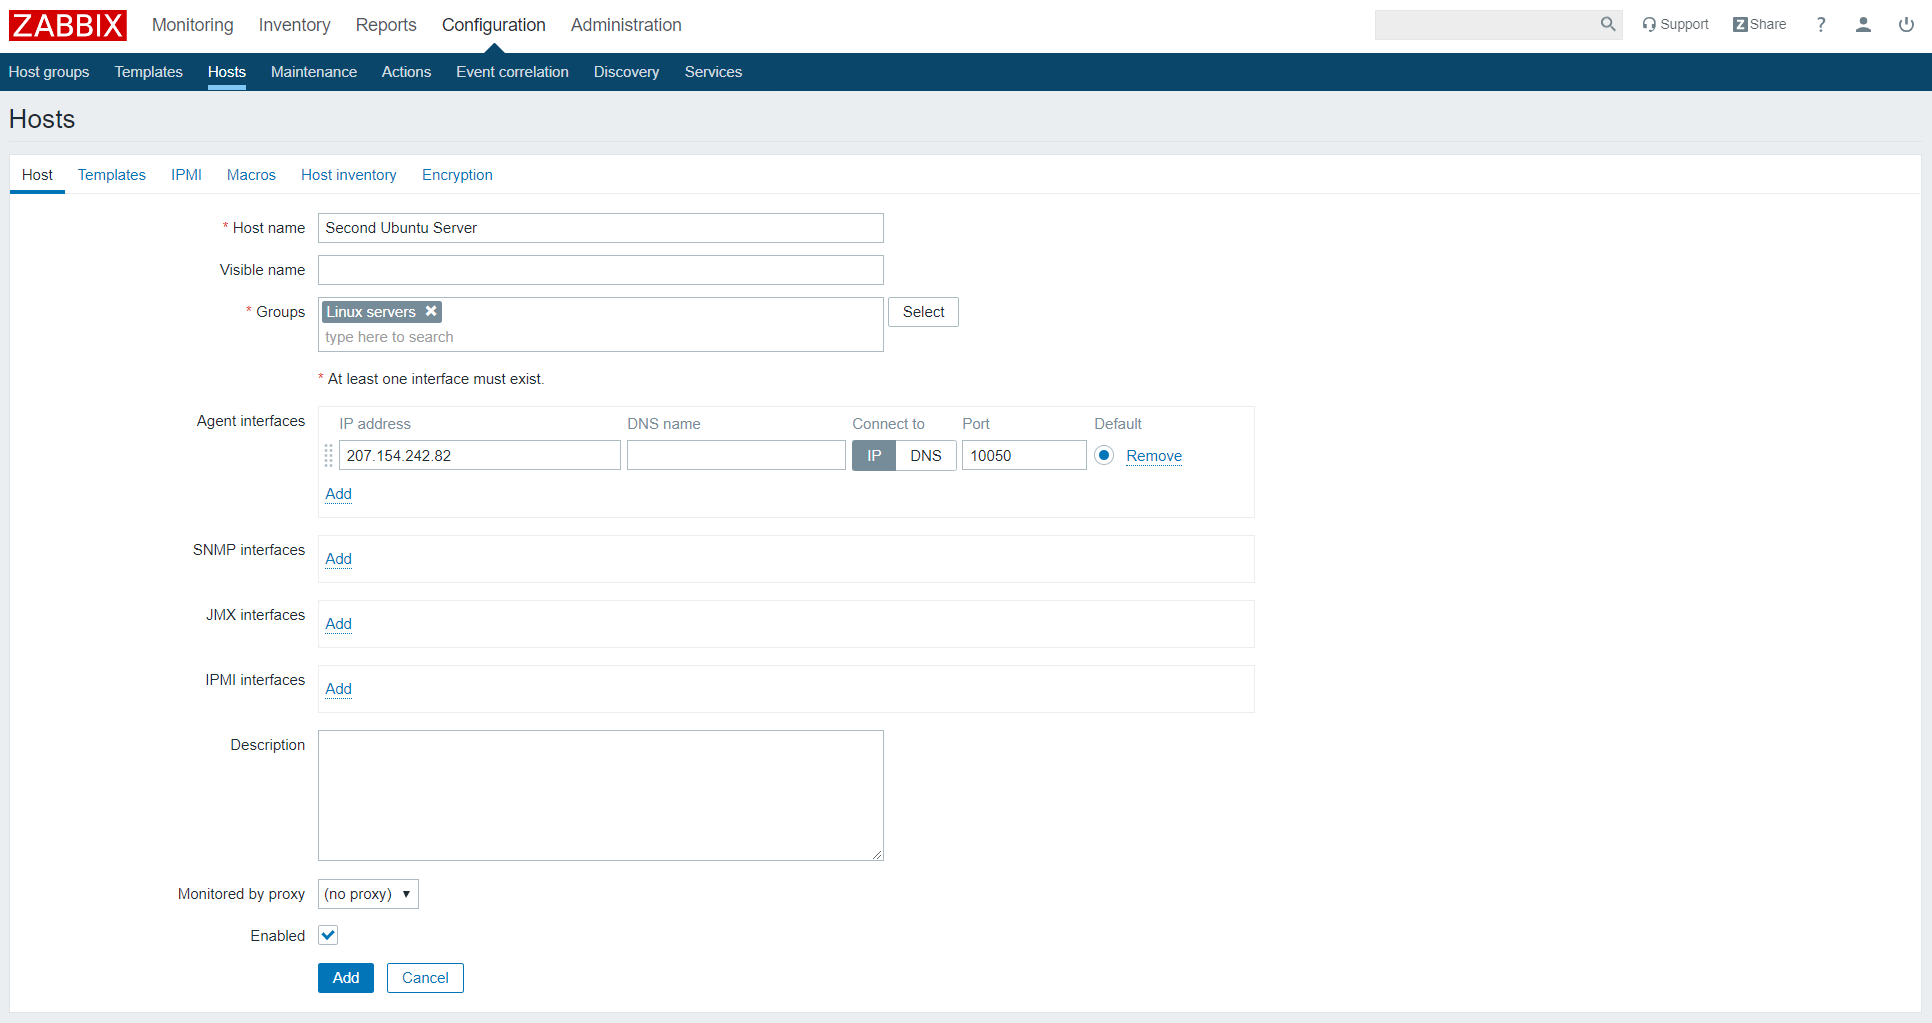 ZABBIX Monitoring Inventory Reports Configuration Administration Support Z Share ?
Host groups Templates Hosts Maintenance Actions Event correlation Discovery Services
Hosts
Host Templates IPMI Macros Host inventory Encryption
* Host name Second Ubuntu Server
Visible name
* Groups Linux servers Select
type here to search
* At least one interface must exist.
Agent interfaces IP address DNS name Connect to Port Default
207.154.242.82 IP DNS 10050 Remove
Add
SNMP interfaces Add
JMX interfaces Add
IPMI interfaces Add
Description
Monitored by proxy (no proxy)
Enabled
Add Cancel